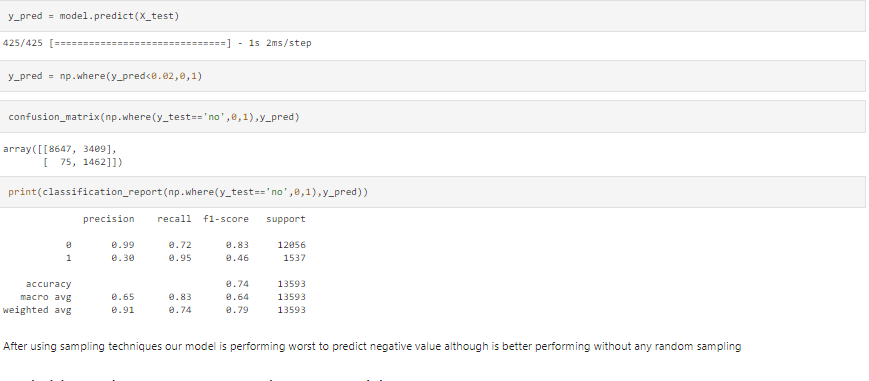 y_pred = model.predict(X_test)
425/425 [==============================] - 1s 2ms/step
y_pred = np.where(y_pred<0.02,0,1)
confusion_matrix(np.where(y_test=='no',0,1),y_pred)
array([[8647, 3409],
[ 75, 1462]])
print(classification_report(np.where(y_test=='no',0,1),y_pred))
precision recall f1-score support
0 0.99 0.72 0.83 12056
1 0.30 0.95 0.46 1537
accuracy 0.74 13593
macro avg 0.65 0.83 0.64 13593
weighted avg 0.91 0.74 0.79 13593
After using sampling techniques our model is performing worst to predict negative value although is better performing without any random sampling